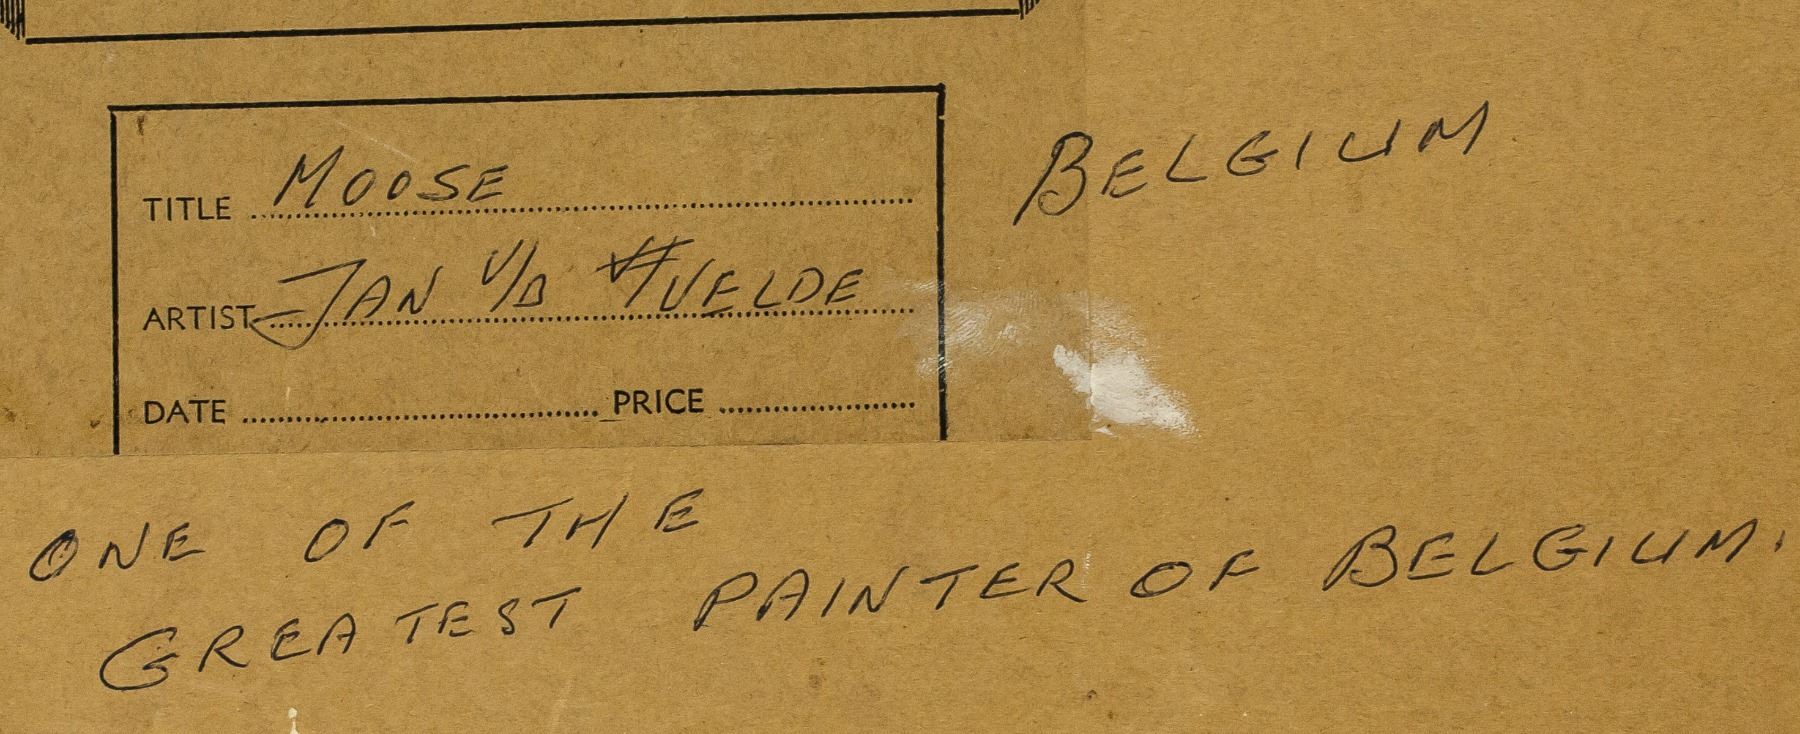 TITLE MOOSE
BELGIUM
ARTIST JAN V/D VELDE
DATE PRICE
ONE OF THE
GREATEST PAINTER OF BELGIUM.